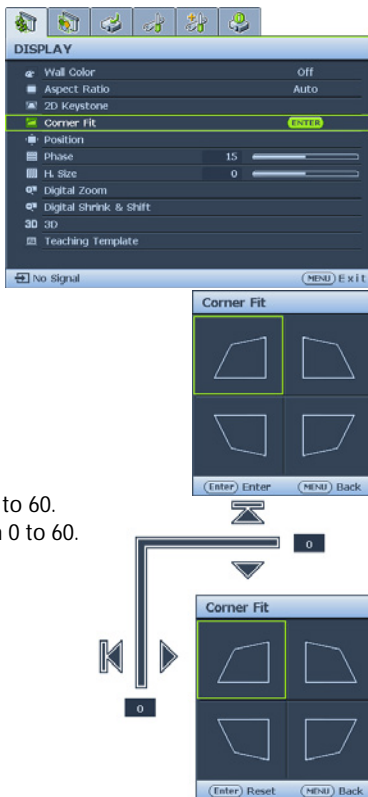 DISPLAY
Wall Color Off
Aspect Ratio Auto
2D Keystone
Corner Fit ENTER
Position
Phase 15
H. Size 0
Digital Zoom
Digital Shrink & Shift
3D 3D
Teaching Template
No Signal MENU Exit
Corner Fit
Enter Enter MENU Back
to 60.
0 to 60.
0
0
Corner Fit
Enter Reset MENU Back